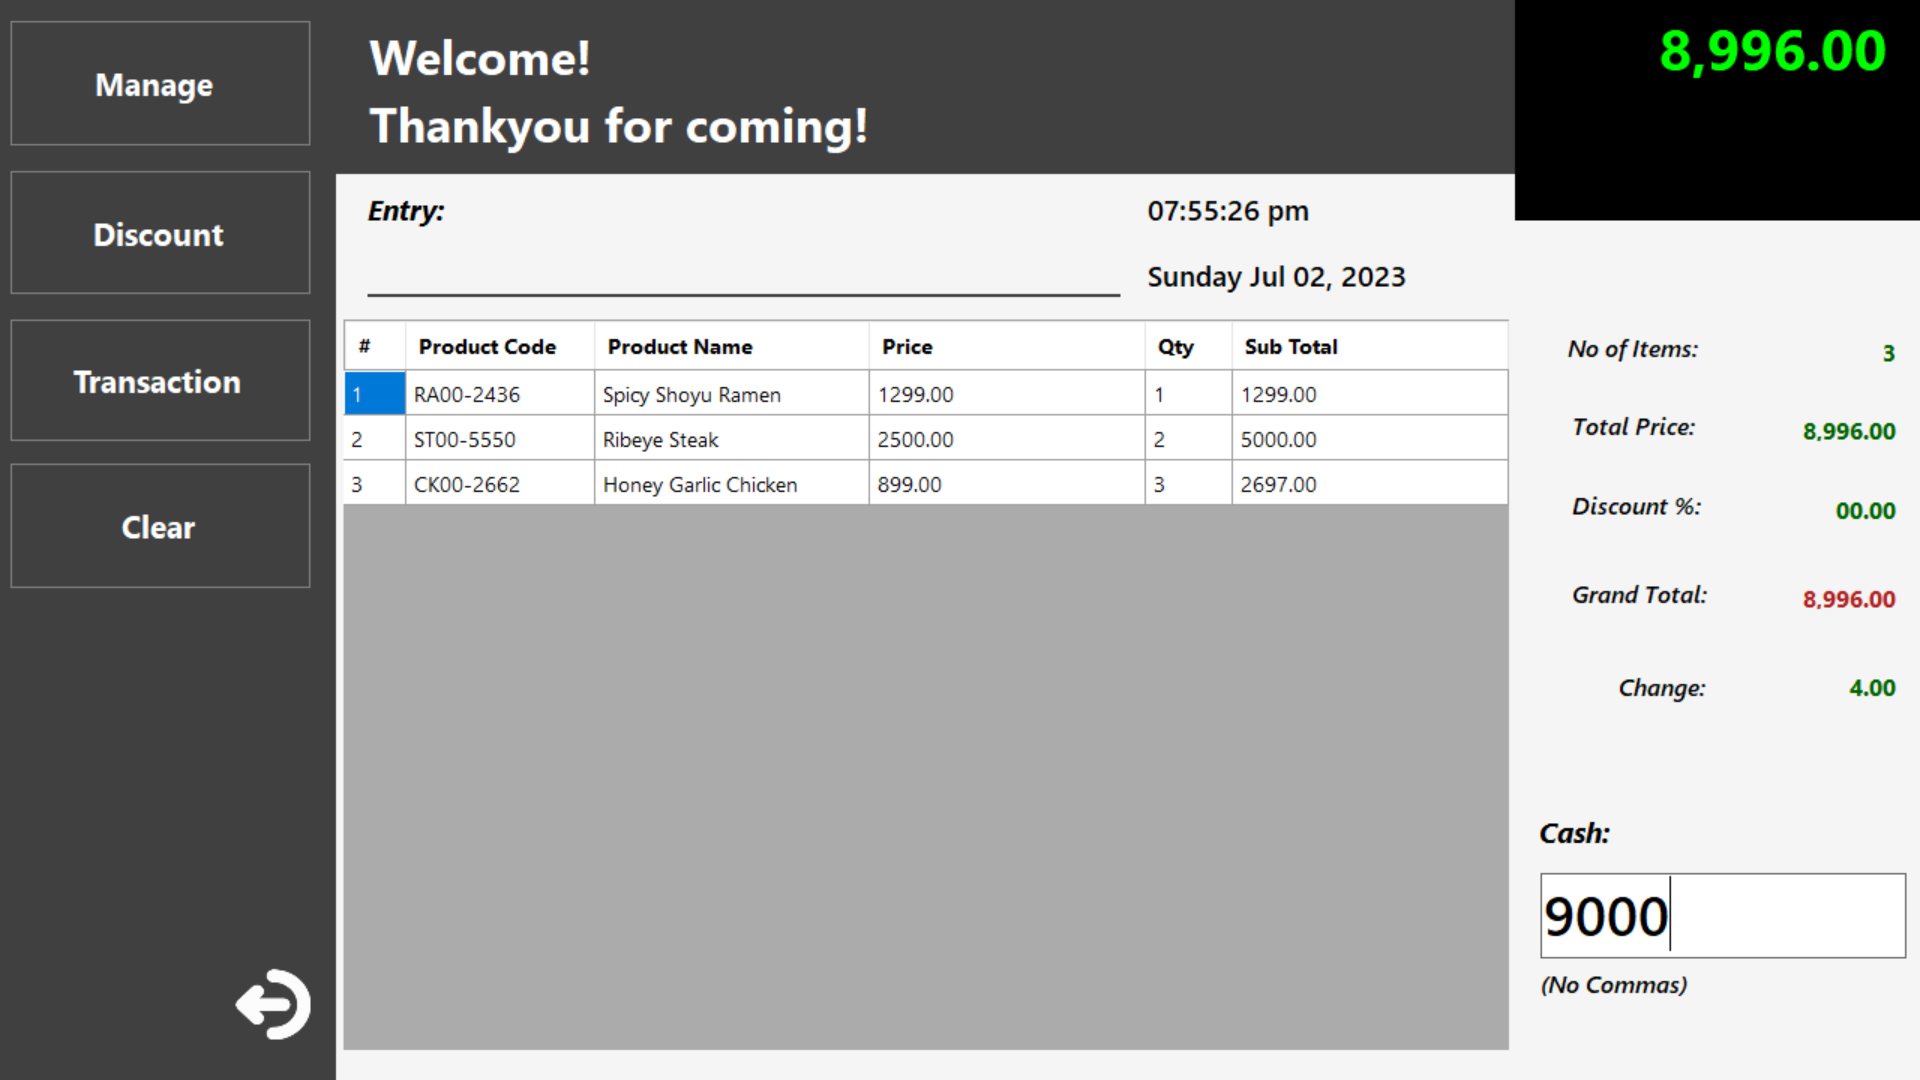 Manage
Discount
Transaction
Clear
Welcome!
Thankyou for coming!
8,996.00
Entry:
07:55:26 pm
Sunday Jul 02, 2023
# Product Code Product Name Price Qty Sub Total
1 RA00-2436 Spicy Shoyu Ramen 1299.00 1 1299.00
2 ST00-5550 Ribeye Steak 2500.00 2 5000.00
3 CK00-2662 Honey Garlic Chicken 899.00 3 2697.00
No of Items: 3
Total Price: 8,996.00
Discount %: 00.00
Grand Total: 8,996.00
Change: 4.00
Cash:
9000
(No Commas)